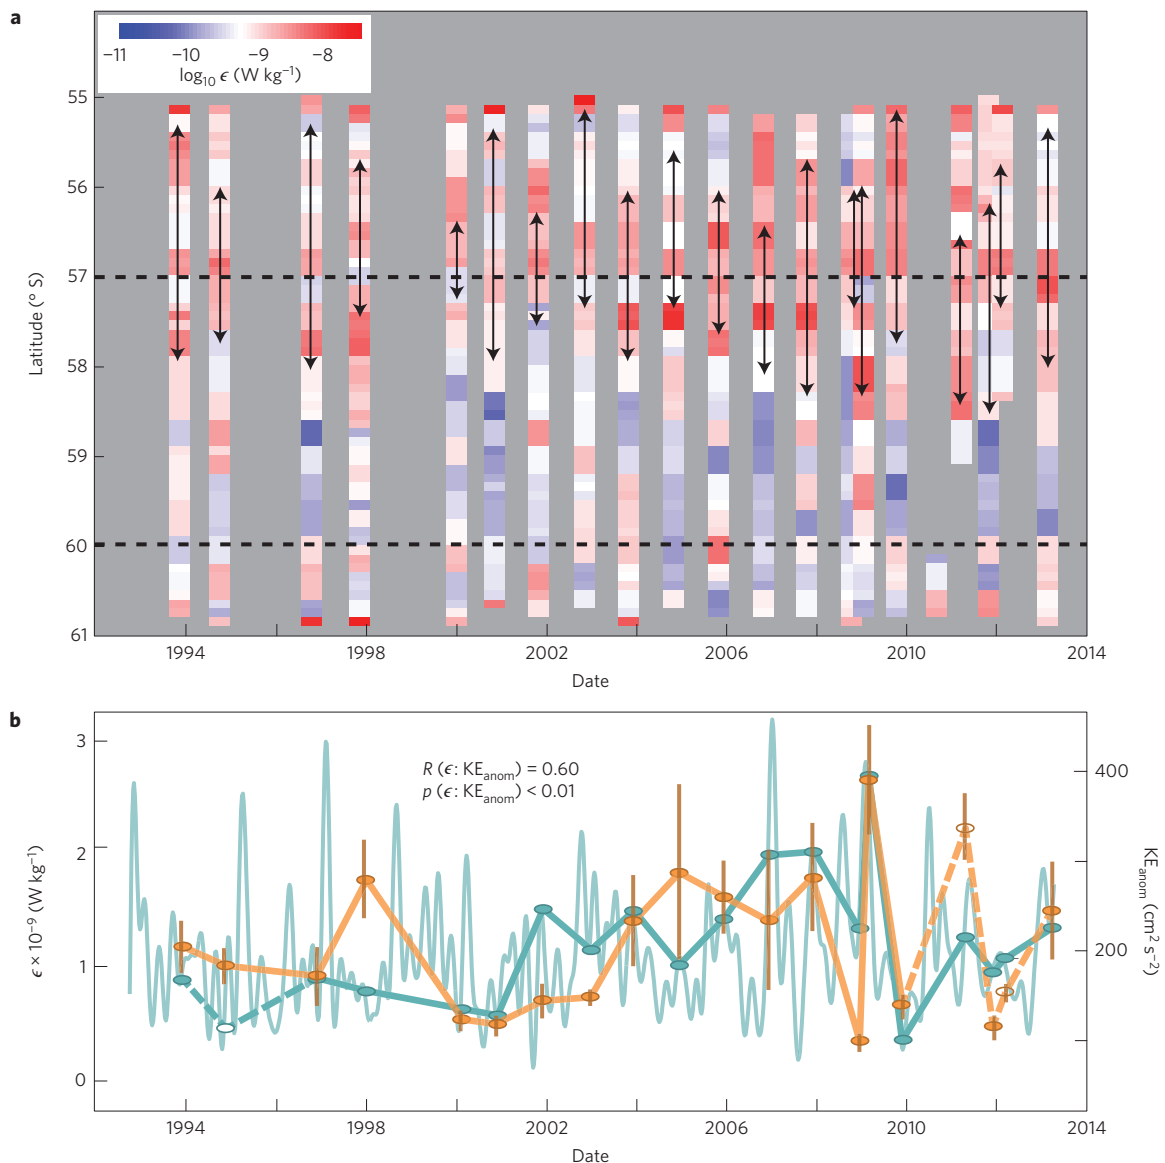 a
−11 −10 −9 −8
log₁₀ ϵ (W kg⁻¹)
55
56
57
58
59
60
61
Latitude (° S)
1994 1998 2002 2006 2010 2014
Date
b
R (ϵ: KEanom) = 0.60
p (ϵ: KEanom) < 0.01
3
2
1
0
ϵ × 10⁻⁹ (W kg⁻¹)
400
200
KEanom (cm² s⁻²)
1994 1998 2002 2006 2010 2014
Date